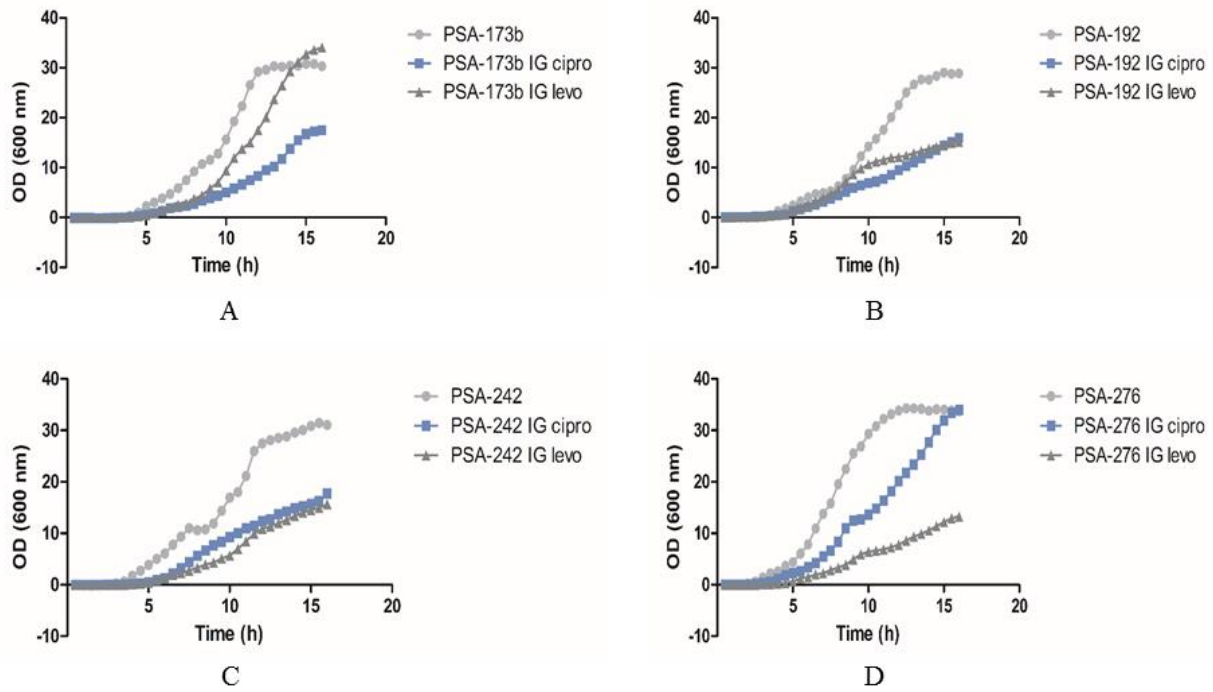 40
30
20
10
0
-10
OD (600 nm)
5
10
15
20
Time (h)
PSA-173b
PSA-173b IG cipro
PSA-173b IG levo
A
40
30
20
10
0
-10
OD (600 nm)
5
10
15
20
Time (h)
PSA-192
PSA-192 IG cipro
PSA-192 IG levo
B
40
30
20
10
0
-10
OD (600 nm)
5
10
15
20
Time (h)
PSA-242
PSA-242 IG cipro
PSA-242 IG levo
C
40
30
20
10
0
-10
OD (600 nm)
5
10
15
20
Time (h)
PSA-276
PSA-276 IG cipro
PSA-276 IG levo
D